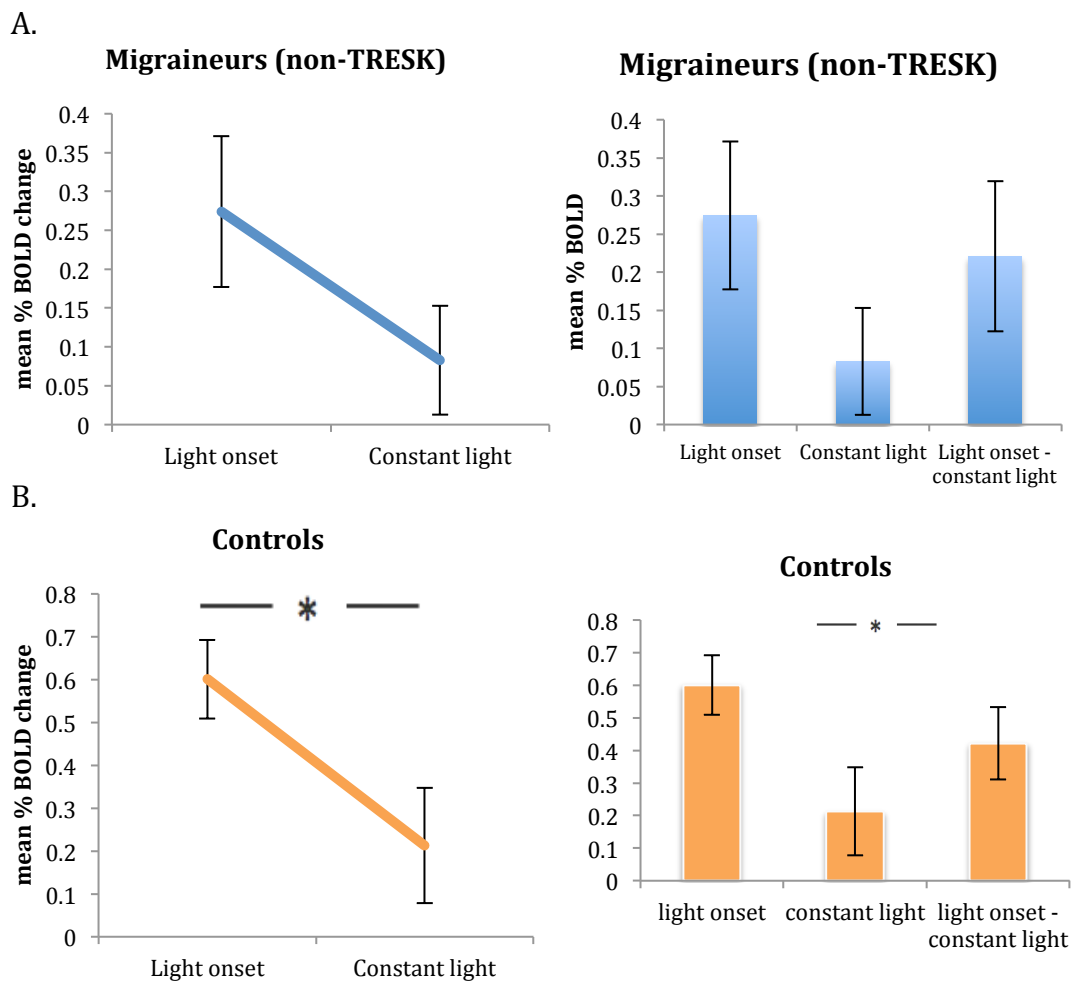 A.
Migraineurs (non-TRESK)
mean % BOLD change
0.4
0.35
0.3
0.25
0.2
0.15
0.1
0.05
0
Light onset
Constant light
Migraineurs (non-TRESK)
mean % BOLD
0.4
0.35
0.3
0.25
0.2
0.15
0.1
0.05
0
Light onset
Constant light
Light onset -
constant light
B.
Controls
mean % BOLD change
0.8
0.7
0.6
0.5
0.4
0.3
0.2
0.1
0
*
Light onset
Constant light
Controls
0.8
0.7
0.6
0.5
0.4
0.3
0.2
0.1
0
*
light onset
constant light
light onset -
constant light